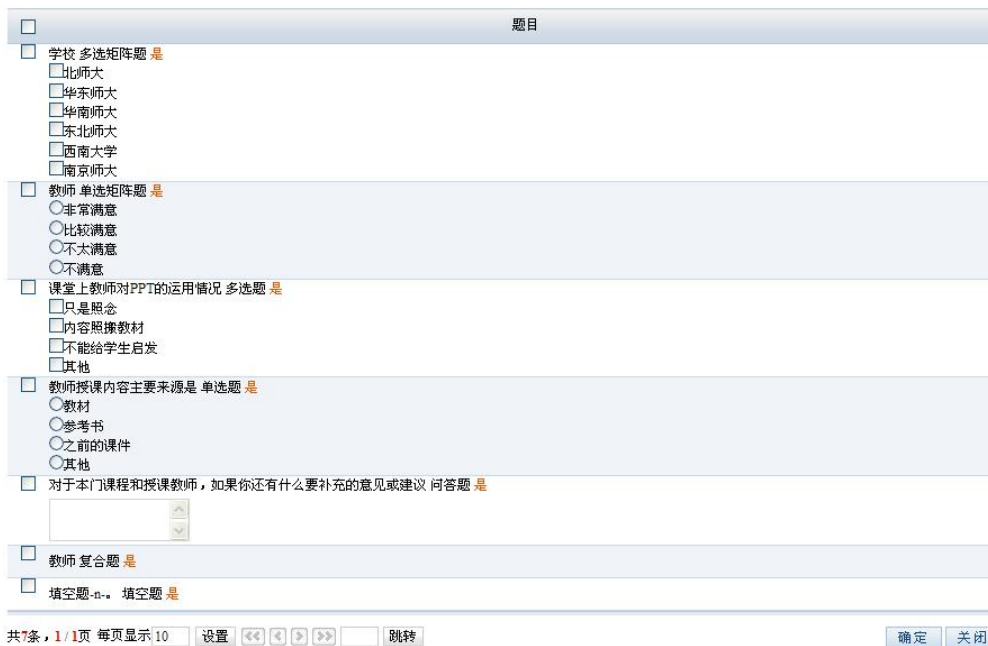 题目
学校 多选矩阵题 是
北师大
华东师大
华南师大
东北师大
西南大学
南京师大
教师 单选矩阵题 是
非常满意
比较满意
不太满意
不满意
课堂上教师对PPT的运用情况 多选题 是
只是照念
内容照搬教材
不能给学生启发
其他
教师授课内容主要来源是 单选题 是
教材
参考书
之前的课件
其他
对于本门课程和授课教师，如果你还有什么要补充的意见或建议 问答题 是
教师 复合题 是
填空题-n-。 填空题 是
共7条，1/1页 每页显示 10 设置 跳转 确定 关闭